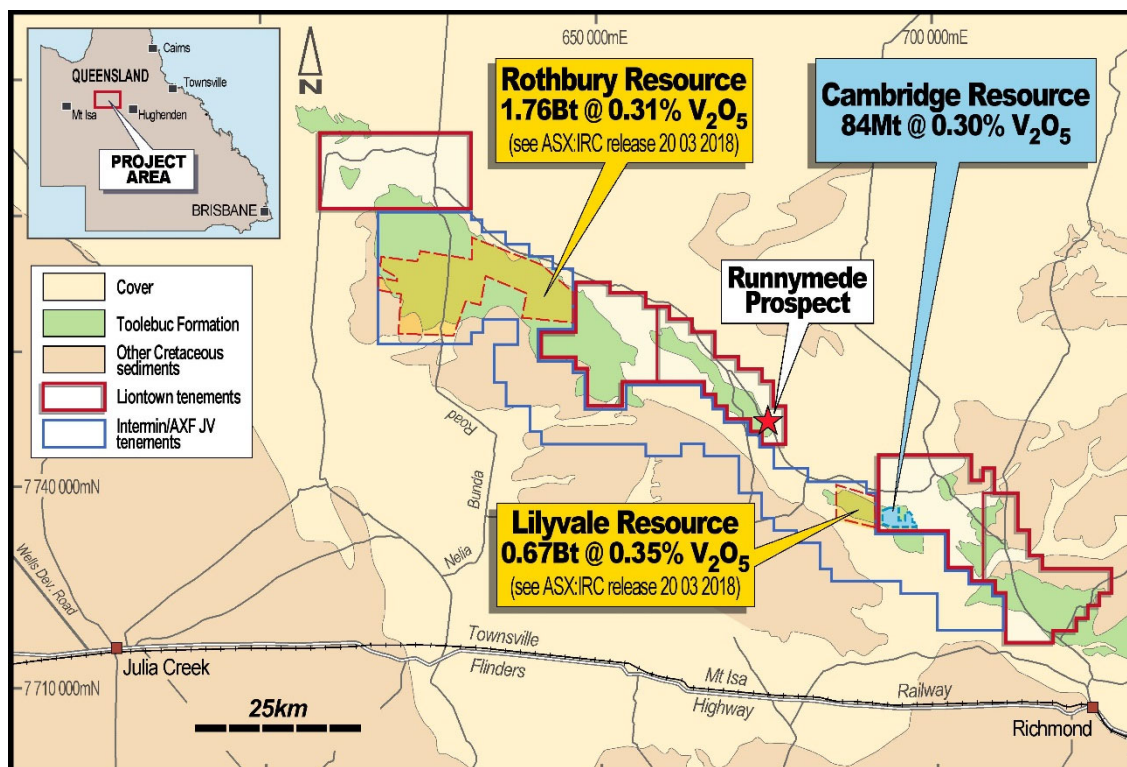 650 000mE
700 000mE
Cairns
QUEENSLAND
Townsville
Mt Isa
Hughenden
PROJECT
AREA
BRISBANE
N
Rothbury Resource
1.76Bt @ 0.31% V₂O₅
(see ASX:IRC release 20 03 2018)
Cambridge Resource
84Mt @ 0.30% V₂O₅
Cover
Toolebuc Formation
Other Cretaceous
sediments
Liontown tenements
Intermin/AXF JV
tenements
Runnymede
Prospect
Road
Bunda
Nelia
7 740 000mN
Lilyvale Resource
0.67Bt @ 0.35% V₂O₅
(see ASX:IRC release 20 03 2018)
Wells Dev. Road
Julia Creek
Townsville
Flinders
Mt Isa
Highway
Railway
7 710 000mN
25km
Richmond